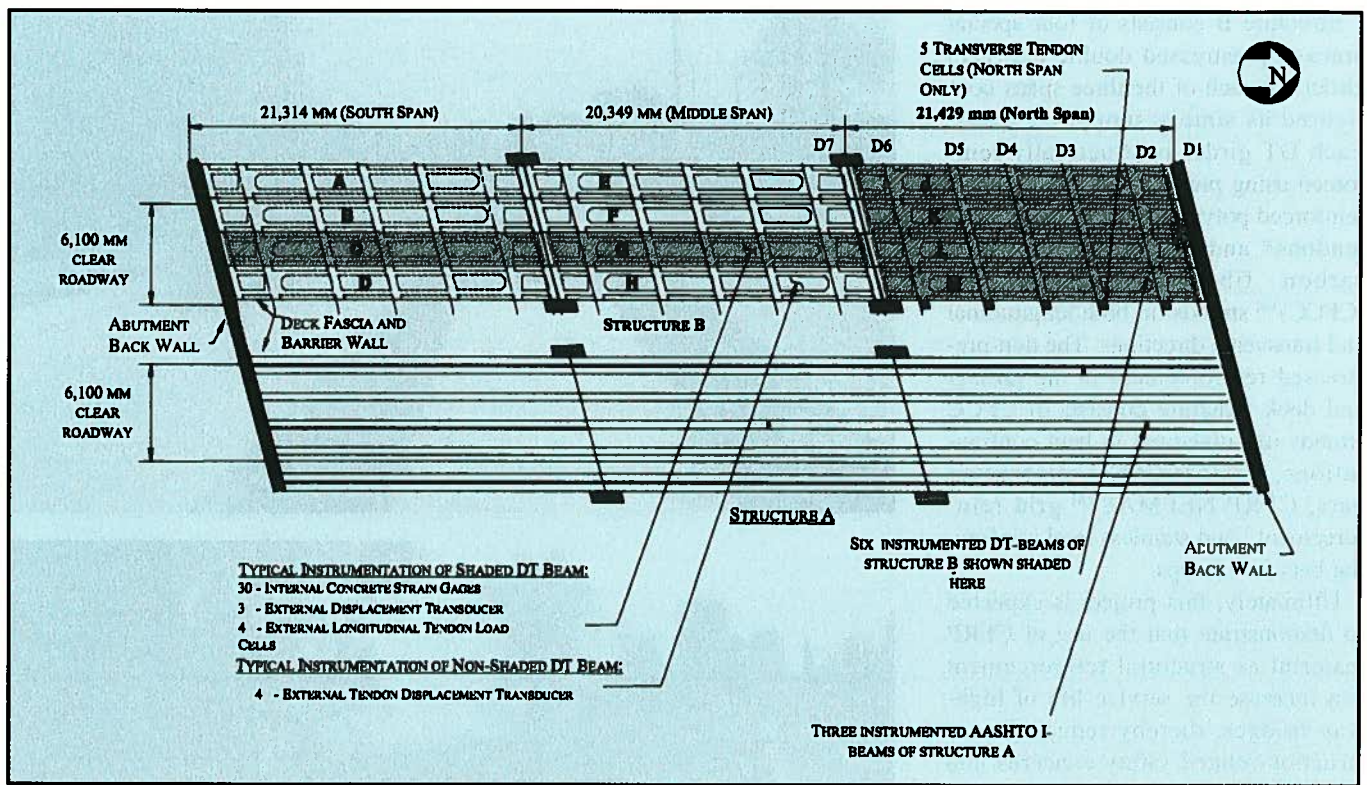 5 TRANSVERSE TENDON
CELLS (NORTH SPAN
ONLY)
N
21,314 MM (SOUTH SPAN)
20,349 MM (MIDDLE SPAN)
21,429 mm (North Span)
D7
D6
D5
D4
D3
D2
D1
A
E
B
F
K
G
D
H
6,100 MM
CLEAR
ROADWAY
ABUTMENT
BACK WALL
DECK FASCIA AND
BARRIER WALL
STRUCTURE B
6,100 MM
CLEAR
ROADWAY
STRUCTURE A
SIX INSTRUMENTED DT-BEAMS OF
STRUCTURE B SHOWN SHADED
HERE
ABUTMENT
BACK WALL
TYPICAL INSTRUMENTATION OF SHADED DT BEAM:
30 - INTERNAL CONCRETE STRAIN GAGES
3 - EXTERNAL DISPLACEMENT TRANSDUCER
4 - EXTERNAL LONGITUDINAL TENDON LOAD
CELLS
TYPICAL INSTRUMENTATION OF NON-SHADED DT BEAM:
4 - EXTERNAL TENDON DISPLACEMENT TRANSDUCER
THREE INSTRUMENTED AASHTO I-
BEAMS OF STRUCTURE A